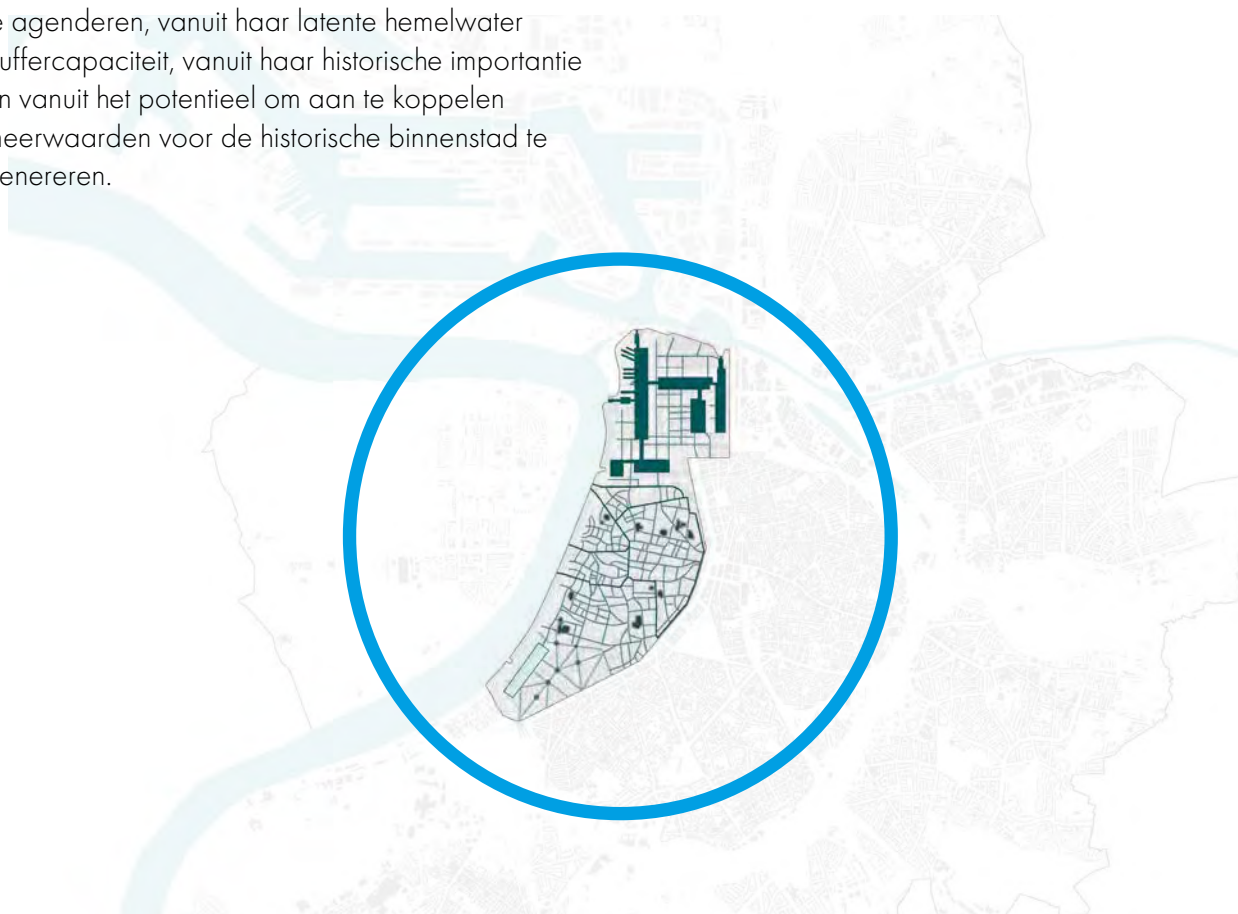 agenderen, vanuit haar latente hemelwater
uffercapaciteit, vanuit haar historische importantie
n vanuit het potentieel om aan te koppelen
eerwaarden voor de historische binnenstad te
enereren.